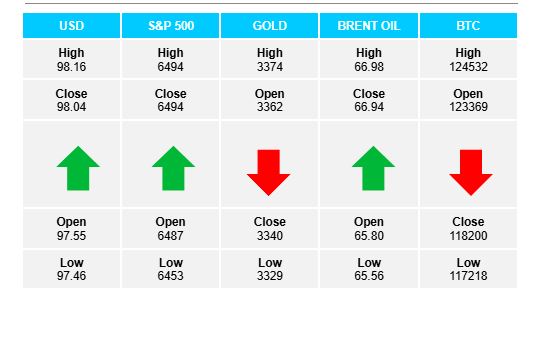 USD S&P 500 GOLD BRENT OIL BTC
High High High High High
98.16 6494 3374 66.98 124532
Close Close Open Close Open
98.04 6494 3362 66.94 123369
Open Open Close Open Close
97.55 6487 3340 65.80 118200
Low Low Low Low Low
97.46 6453 3329 65.56 117218